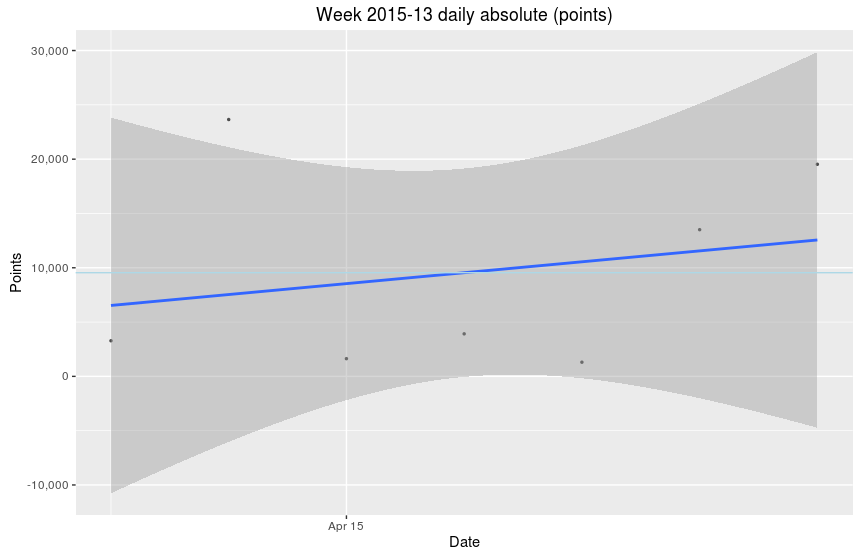 Week 2015-13 daily absolute (points)
30,000
20,000
10,000
0
-10,000
Points
Apr 15
Date